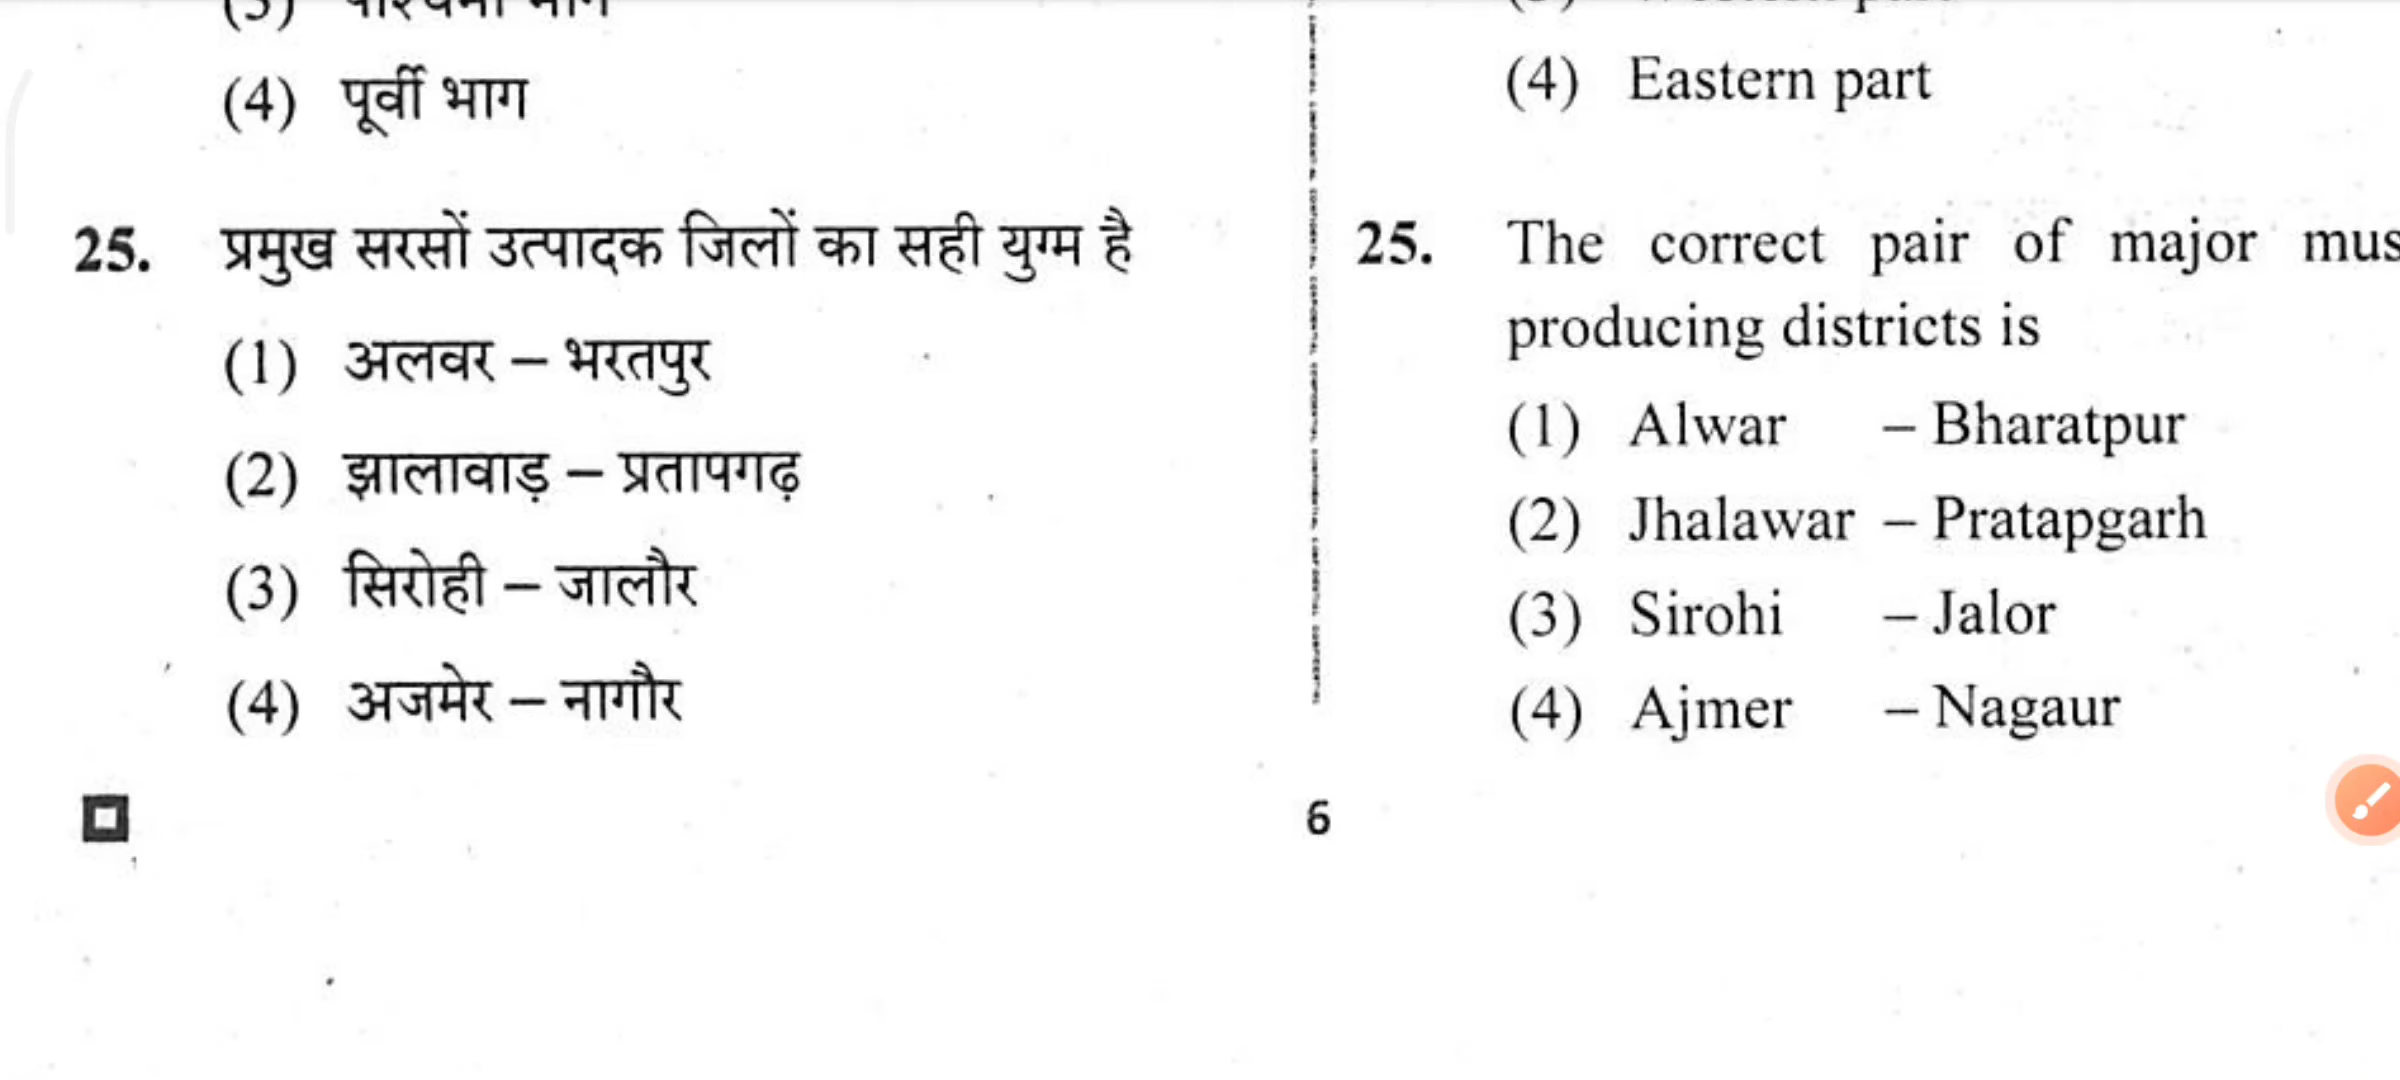 (4) पूर्वी भाग
25. प्रमुख सरसों उत्पादक जिलों का सही युग्म है
(1) अलवर – भरतपुर
(2) झालावाड़ – प्रतापगढ़
(3) सिरोही – जालौर
(4) अजमेर – नागौर
(4) Eastern part
25. The correct pair of major mus
producing districts is
(1) Alwar – Bharatpur
(2) Jhalawar – Pratapgarh
(3) Sirohi – Jalor
(4) Ajmer – Nagaur
6